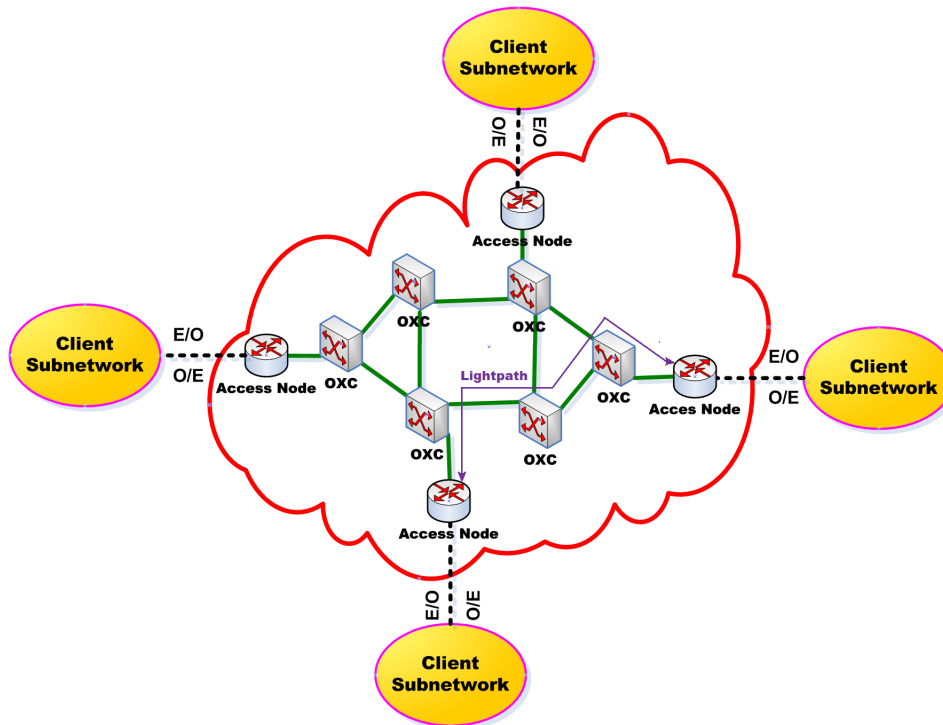 Client
Subnetwork
O/E
E/O
Access Node
OXC
OXC
E/O
O/E
Client
Subnetwork
Access Node
OXC
Lightpath
OXC
Acces Node
E/O
O/E
Client
Subnetwork
OXC
OXC
Access Node
E/O
O/E
Client
Subnetwork